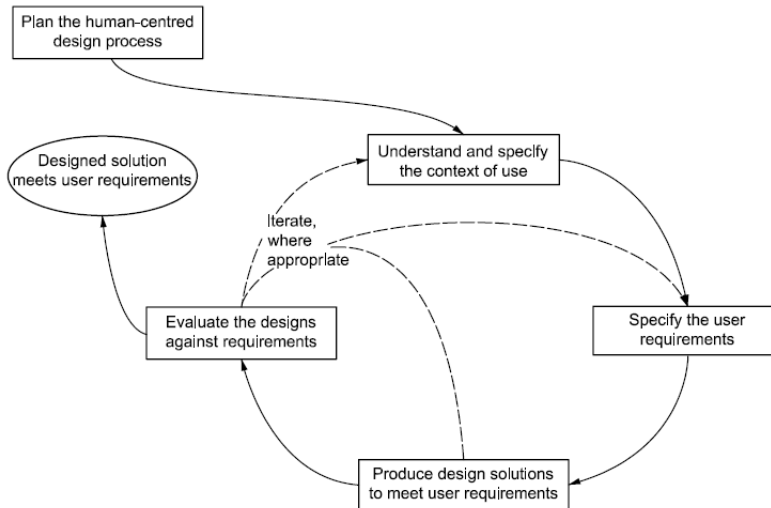 Plan the human-centred
design process
Understand and specify
the context of use
Designed solution
meets user requirements
Iterate,
where
appropriate
Evaluate the designs
against requirements
Specify the user
requirements
Produce design solutions
to meet user requirements